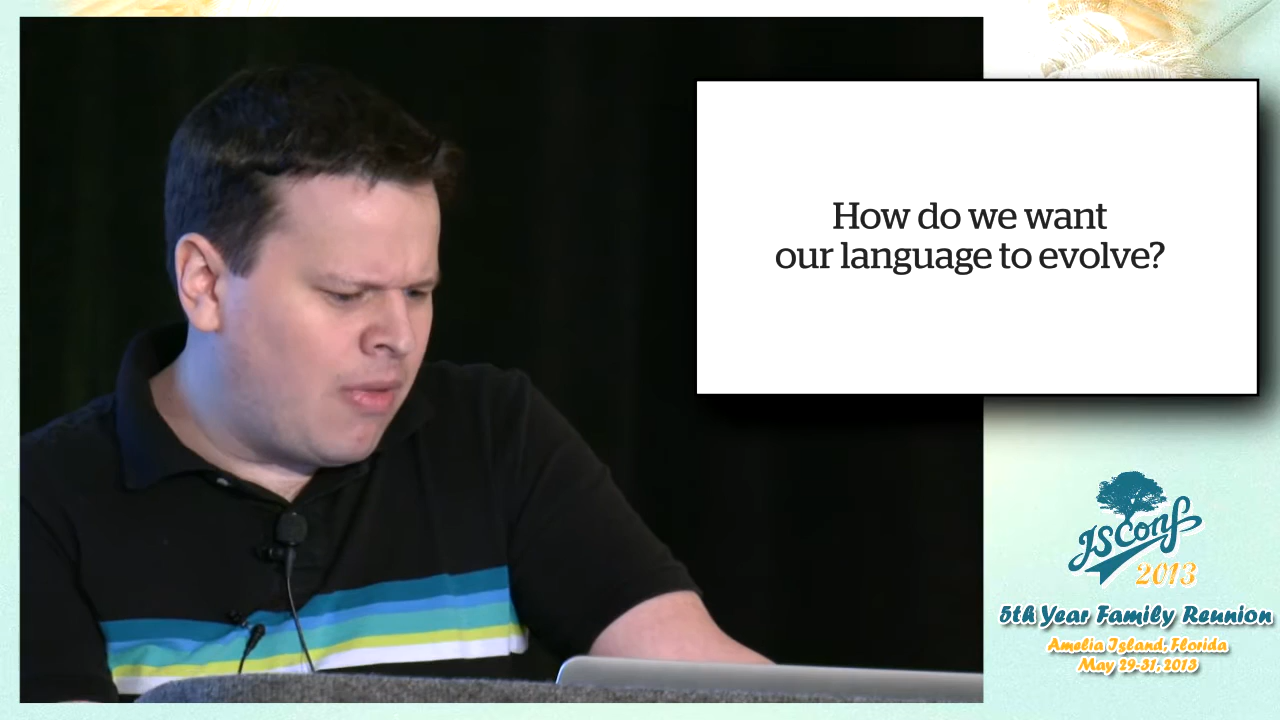 How do we want
our language to evolve?
JSConf
2013
5th Year Family Reunion
Amelia Island, Florida
May 29-31, 2013